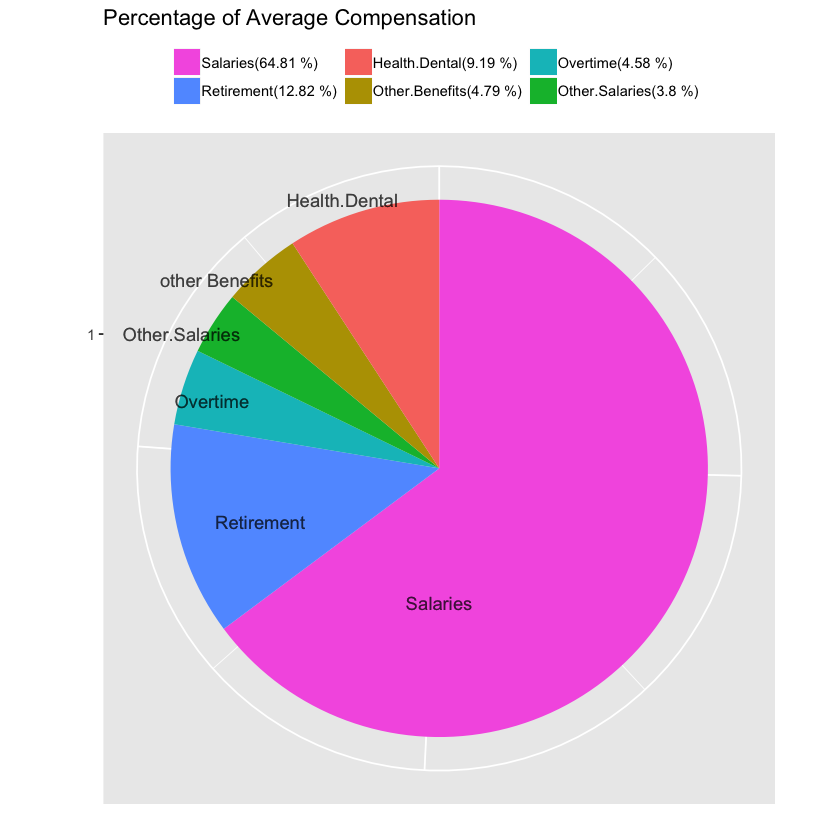 Percentage of Average Compensation
Salaries(64.81 %) Health.Dental(9.19 %) Overtime(4.58 %)
Retirement(12.82 %) Other.Benefits(4.79 %) Other.Salaries(3.8 %)
Health.Dental
other Benefits
1
Other.Salaries
Overtime
Retirement
Salaries